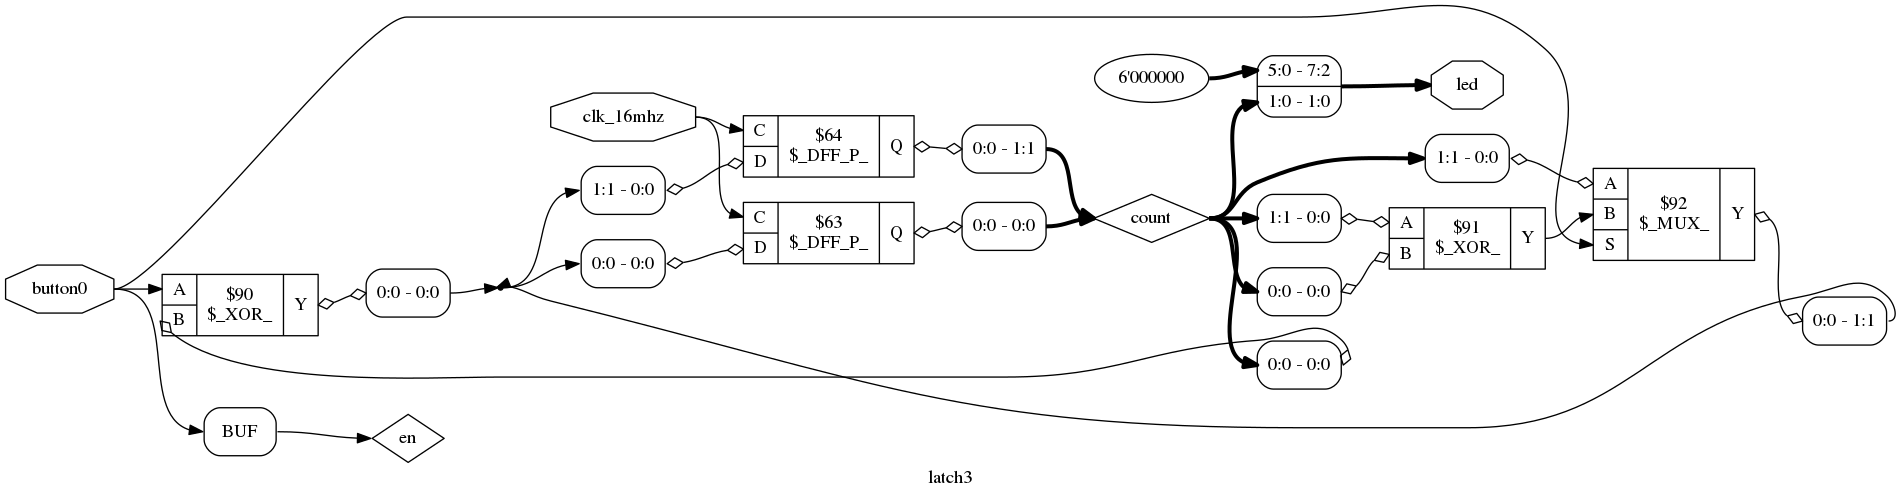 6'000000
5:0 - 7:2
1:0 - 1:0
led
clk_16mhz
C
D
$64
$_DFF_P_
Q
0:0 - 1:1
1:1 - 0:0
1:1 - 0:0
A
B
S
$92
$_MUX_
Y
C
D
$63
$_DFF_P_
Q
0:0 - 0:0
count
1:1 - 0:0
A
B
$91
$_XOR_
Y
0:0 - 0:0
0:0 - 0:0
button0
A
B
$90
$_XOR_
Y
0:0 - 0:0
0:0 - 1:1
0:0 - 0:0
BUF
en
latch3